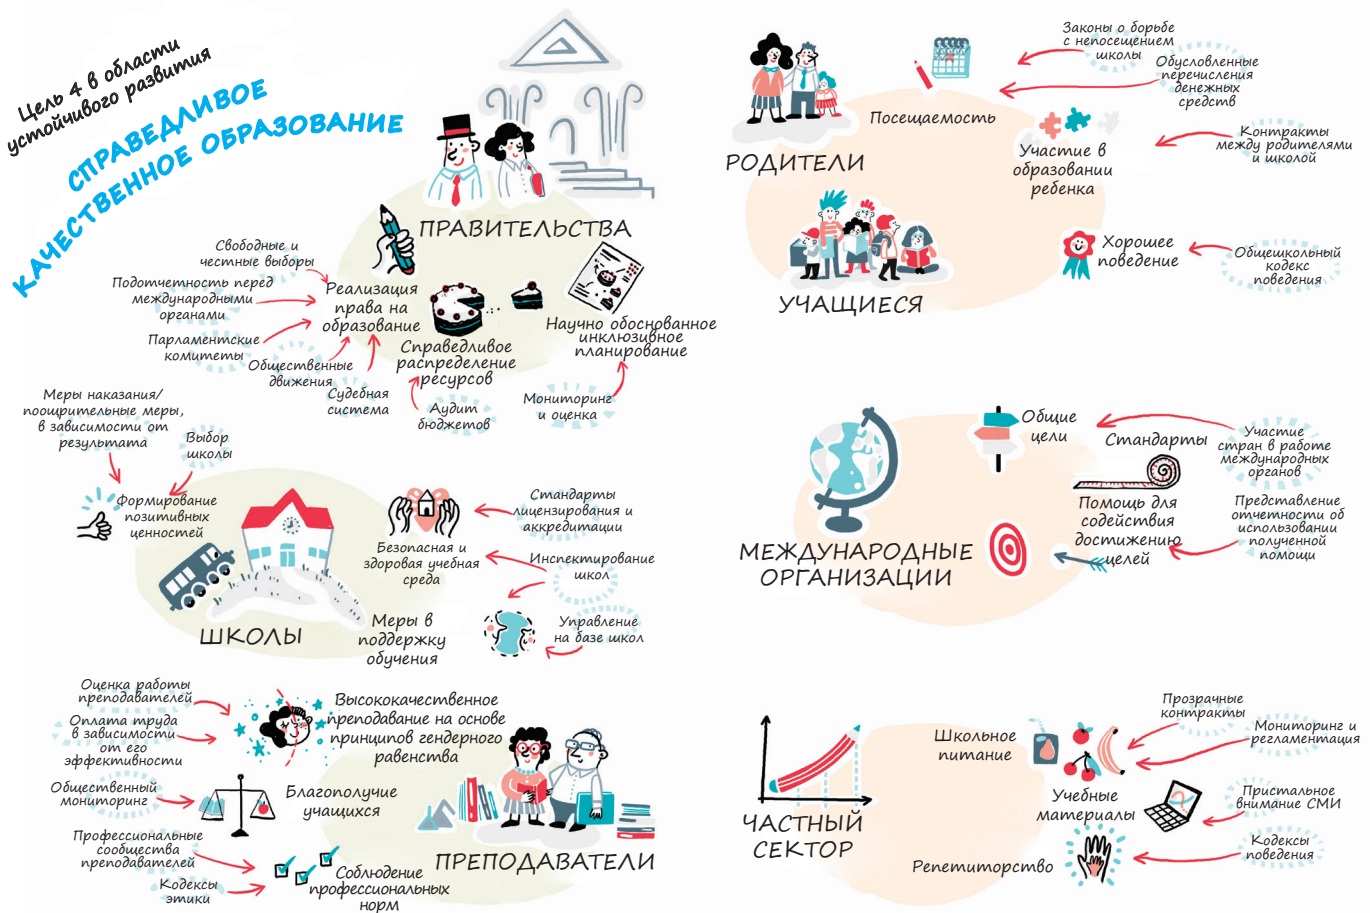 Цель 4 в области
устойчивого развития
СПРАВЕДЛИВОЕ
КАЧЕСТВЕННОЕ ОБРАЗОВАНИЕ
ПРАВИТЕЛЬСТВА
Свободные и
честные выборы
Подотчетность перед
международными
органами
Парламентские
комитеты
Общественные
движения
Судебная
система
Реализация
права на
образование
Справедливое
распределение
ресурсов
Аудит
бюджетов
Научно обоснованное
инклюзивное
планирование
Мониторинг
и оценка
Меры наказания/
поощрительные меры,
в зависимости от
результата
Выбор
школы
Формирование
позитивных
ценностей
ШКОЛЫ
Безопасная и
здоровая учебная
среда
Стандарты
лицензирования и
аккредитации
Инспектирование
школ
Меры в
поддержку
обучения
Управление
на базе школ
Оценка работы
преподавателей
Оплата труда
в зависимости
от его
эффективности
Высококачественное
преподавание на основе
принципов гендерного
равенства
Общественный
мониторинг
Благополучие
учащихся
Профессиональные
сообщества
преподавателей
Кодексы
этики
Соблюдение
профессиональных
норм
ПРЕПОДАВАТЕЛИ
РОДИТЕЛИ
Посещаемость
Законы о борьбе
с непосещением
школы
Обусловленные
перечисления
денежных
средств
Участие в
образовании
ребенка
Контракты
между родителями
и школой
УЧАЩИЕСЯ
Хорошее
поведение
Общешкольный
кодекс
поведения
МЕЖДУНАРОДНЫЕ
ОРГАНИЗАЦИИ
Общие
цели
Стандарты
Участие
стран в работе
международных
органов
Помощь для
содействия
достижению
целей
Представление
отчетности об
использовании
полученной
помощи
ЧАСТНЫЙ
СЕКТОР
Школьное
питание
Прозрачные
контракты
Мониторинг и
регламентация
Учебные
материалы
Пристальное
внимание СМИ
Репетиторство
Кодексы
поведения